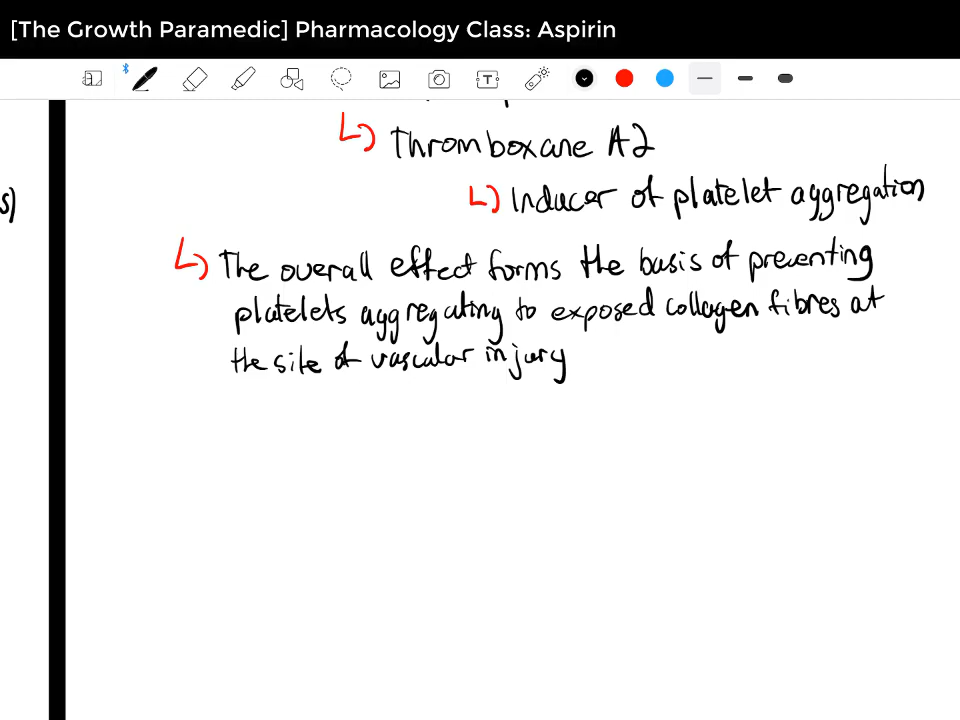 [The Growth Paramedic] Pharmacology Class: Aspirin
Thromboxane A2
s)
Inducer of platelet aggregation
The overall effect forms the basis of preventing
platelets aggregating to exposed collagen fibres at
the site of vascular injury